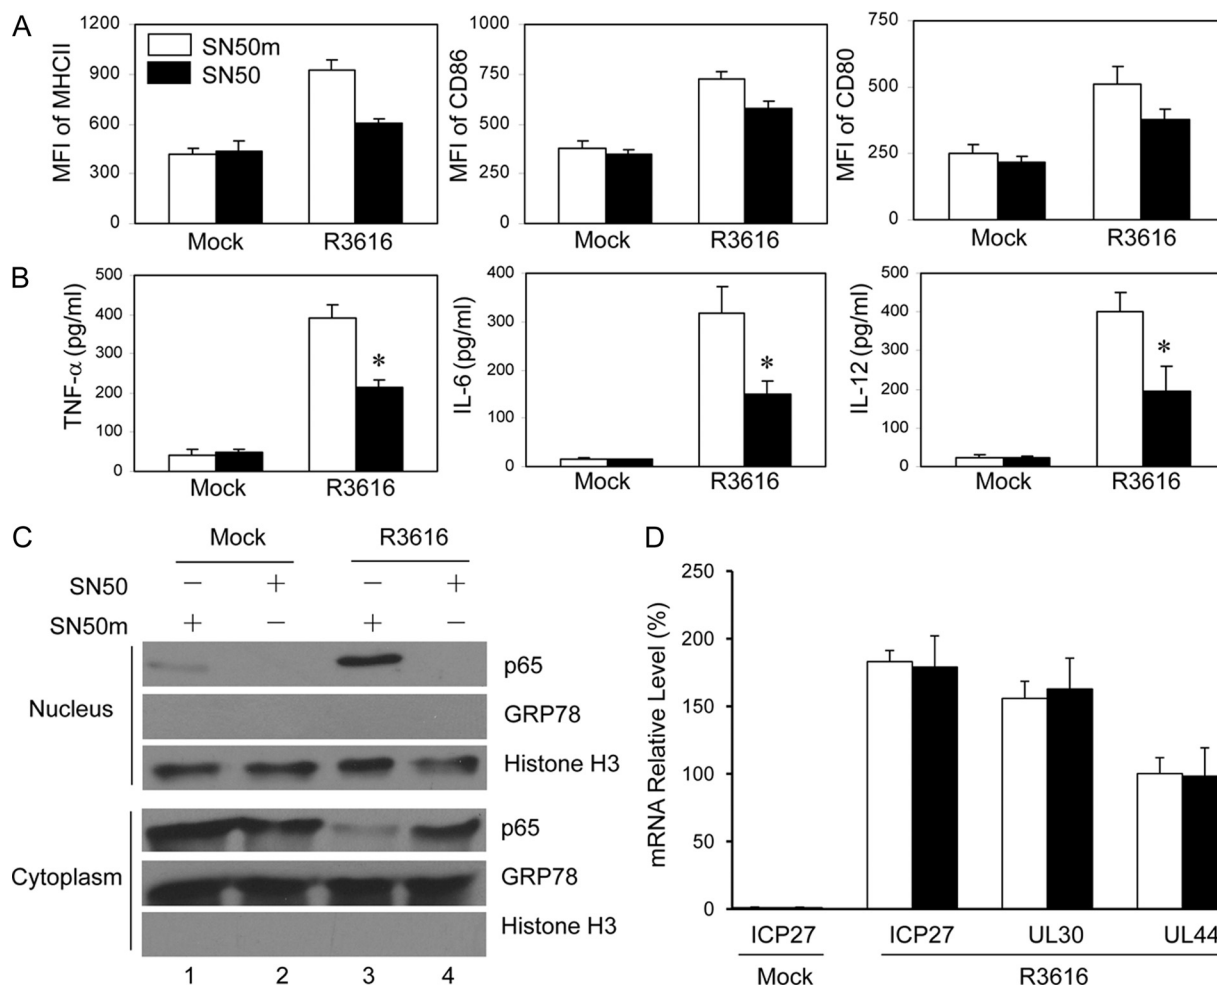 A
MFI of MHCII
1200
900
600
300
0
SN50m
SN50
Mock R3616
MFI of CD86
1000
750
500
250
0
Mock R3616
MFI of CD80
750
500
250
0
Mock R3616
B
TNF-α (pg/ml)
500
400
300
200
100
0
*
Mock R3616
IL-6 (pg/ml)
400
300
200
100
0
*
Mock R3616
IL-12 (pg/ml)
500
400
300
200
100
0
*
Mock R3616
C
Mock R3616
SN50 − + − +
SN50m + − + −
Nucleus
p65
GRP78
Histone H3
Cytoplasm
p65
GRP78
Histone H3
1 2 3 4
D
mRNA Relative Level (%)
250
200
150
100
50
0
ICP27 ICP27 UL30 UL44
Mock R3616